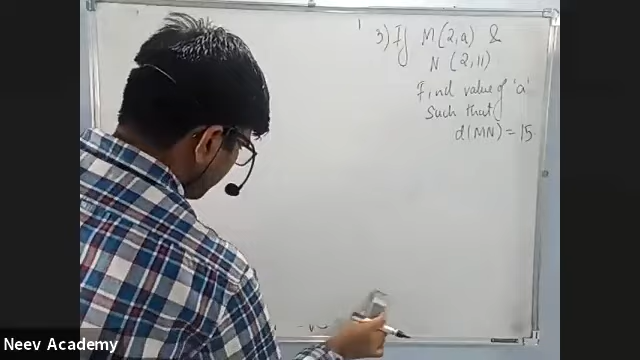 3) If M(2,a) &
N (2,11)
Find value of 'a'
Such that
d(MN) = 15
Neev Academy